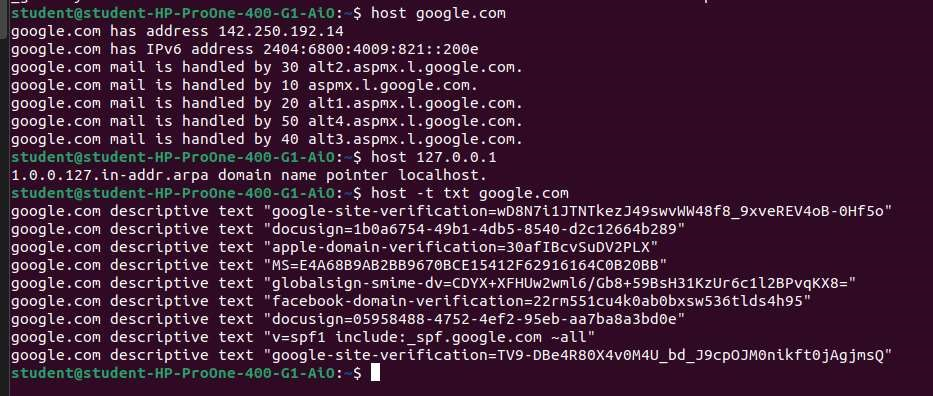 student@student-HP-ProOne-400-G1-AiO:~$ host google.com
google.com has address 142.250.192.14
google.com has IPv6 address 2404:6800:4009:821::200e
google.com mail is handled by 30 alt2.aspmx.l.google.com.
google.com mail is handled by 10 aspmx.l.google.com.
google.com mail is handled by 20 alt1.aspmx.l.google.com.
google.com mail is handled by 50 alt4.aspmx.l.google.com.
google.com mail is handled by 40 alt3.aspmx.l.google.com.
student@student-HP-ProOne-400-G1-AiO:~$ host 127.0.0.1
1.0.0.127.in-addr.arpa domain name pointer localhost.
student@student-HP-ProOne-400-G1-AiO:~$ host -t txt google.com
google.com descriptive text "google-site-verification=wD8N7i1JTNTkezJ49swvWW48f8_9xveREV4oB-0Hf5o"
google.com descriptive text "docusign=1b0a6754-49b1-4db5-8540-d2c12664b289"
google.com descriptive text "apple-domain-verification=30afIBcvSuDV2PLX"
google.com descriptive text "MS=E4A68B9AB2BB9670BCE15412F62916164C0B20BB"
google.com descriptive text "globalsign-smime-dv=CDYX+XFHUw2wml6/Gb8+59BsH31KzUr6c1l2BPvqKX8="
google.com descriptive text "facebook-domain-verification=22rm551cu4k0ab0bxsw536tlds4h95"
google.com descriptive text "docusign=05958488-4752-4ef2-95eb-aa7ba8a3bd0e"
google.com descriptive text "v=spf1 include:_spf.google.com ~all"
google.com descriptive text "google-site-verification=TV9-DBe4R80X4v0M4U_bd_J9cpOJM0nikft0jAgjmsQ"
student@student-HP-ProOne-400-G1-AiO:~$